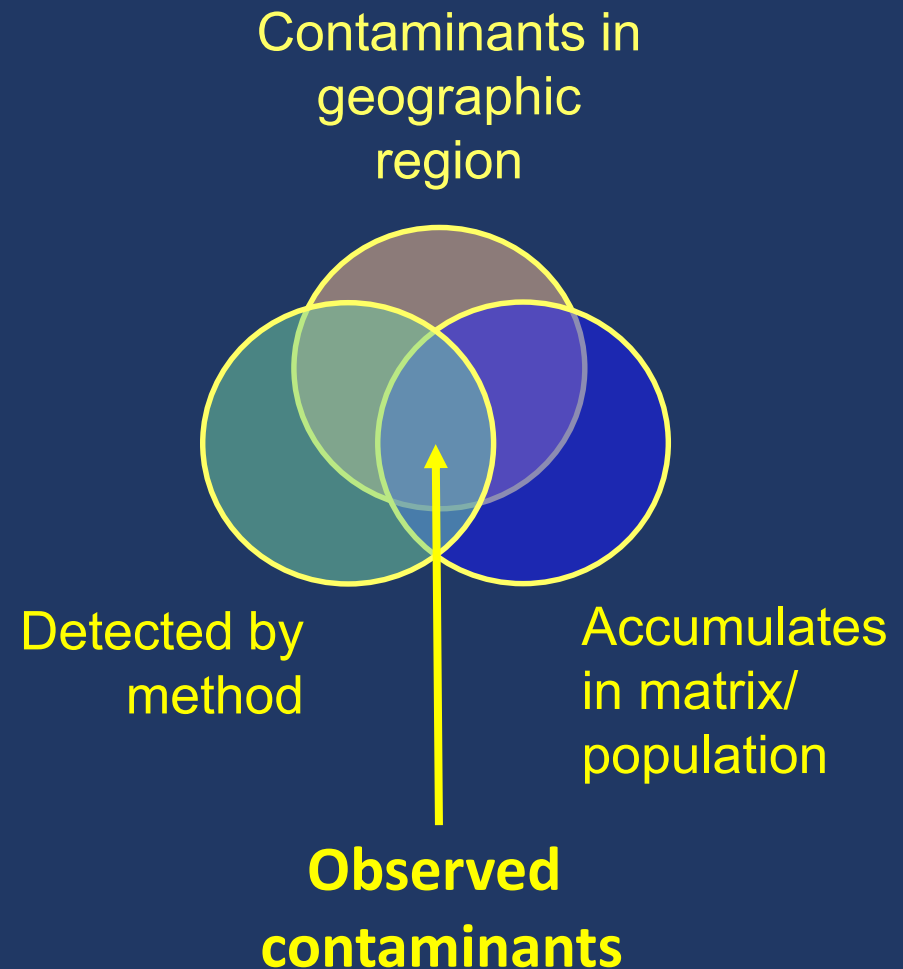 Contaminants in
geographic
region
Detected by
method
Accumulates
in matrix/
population
Observed
contaminants